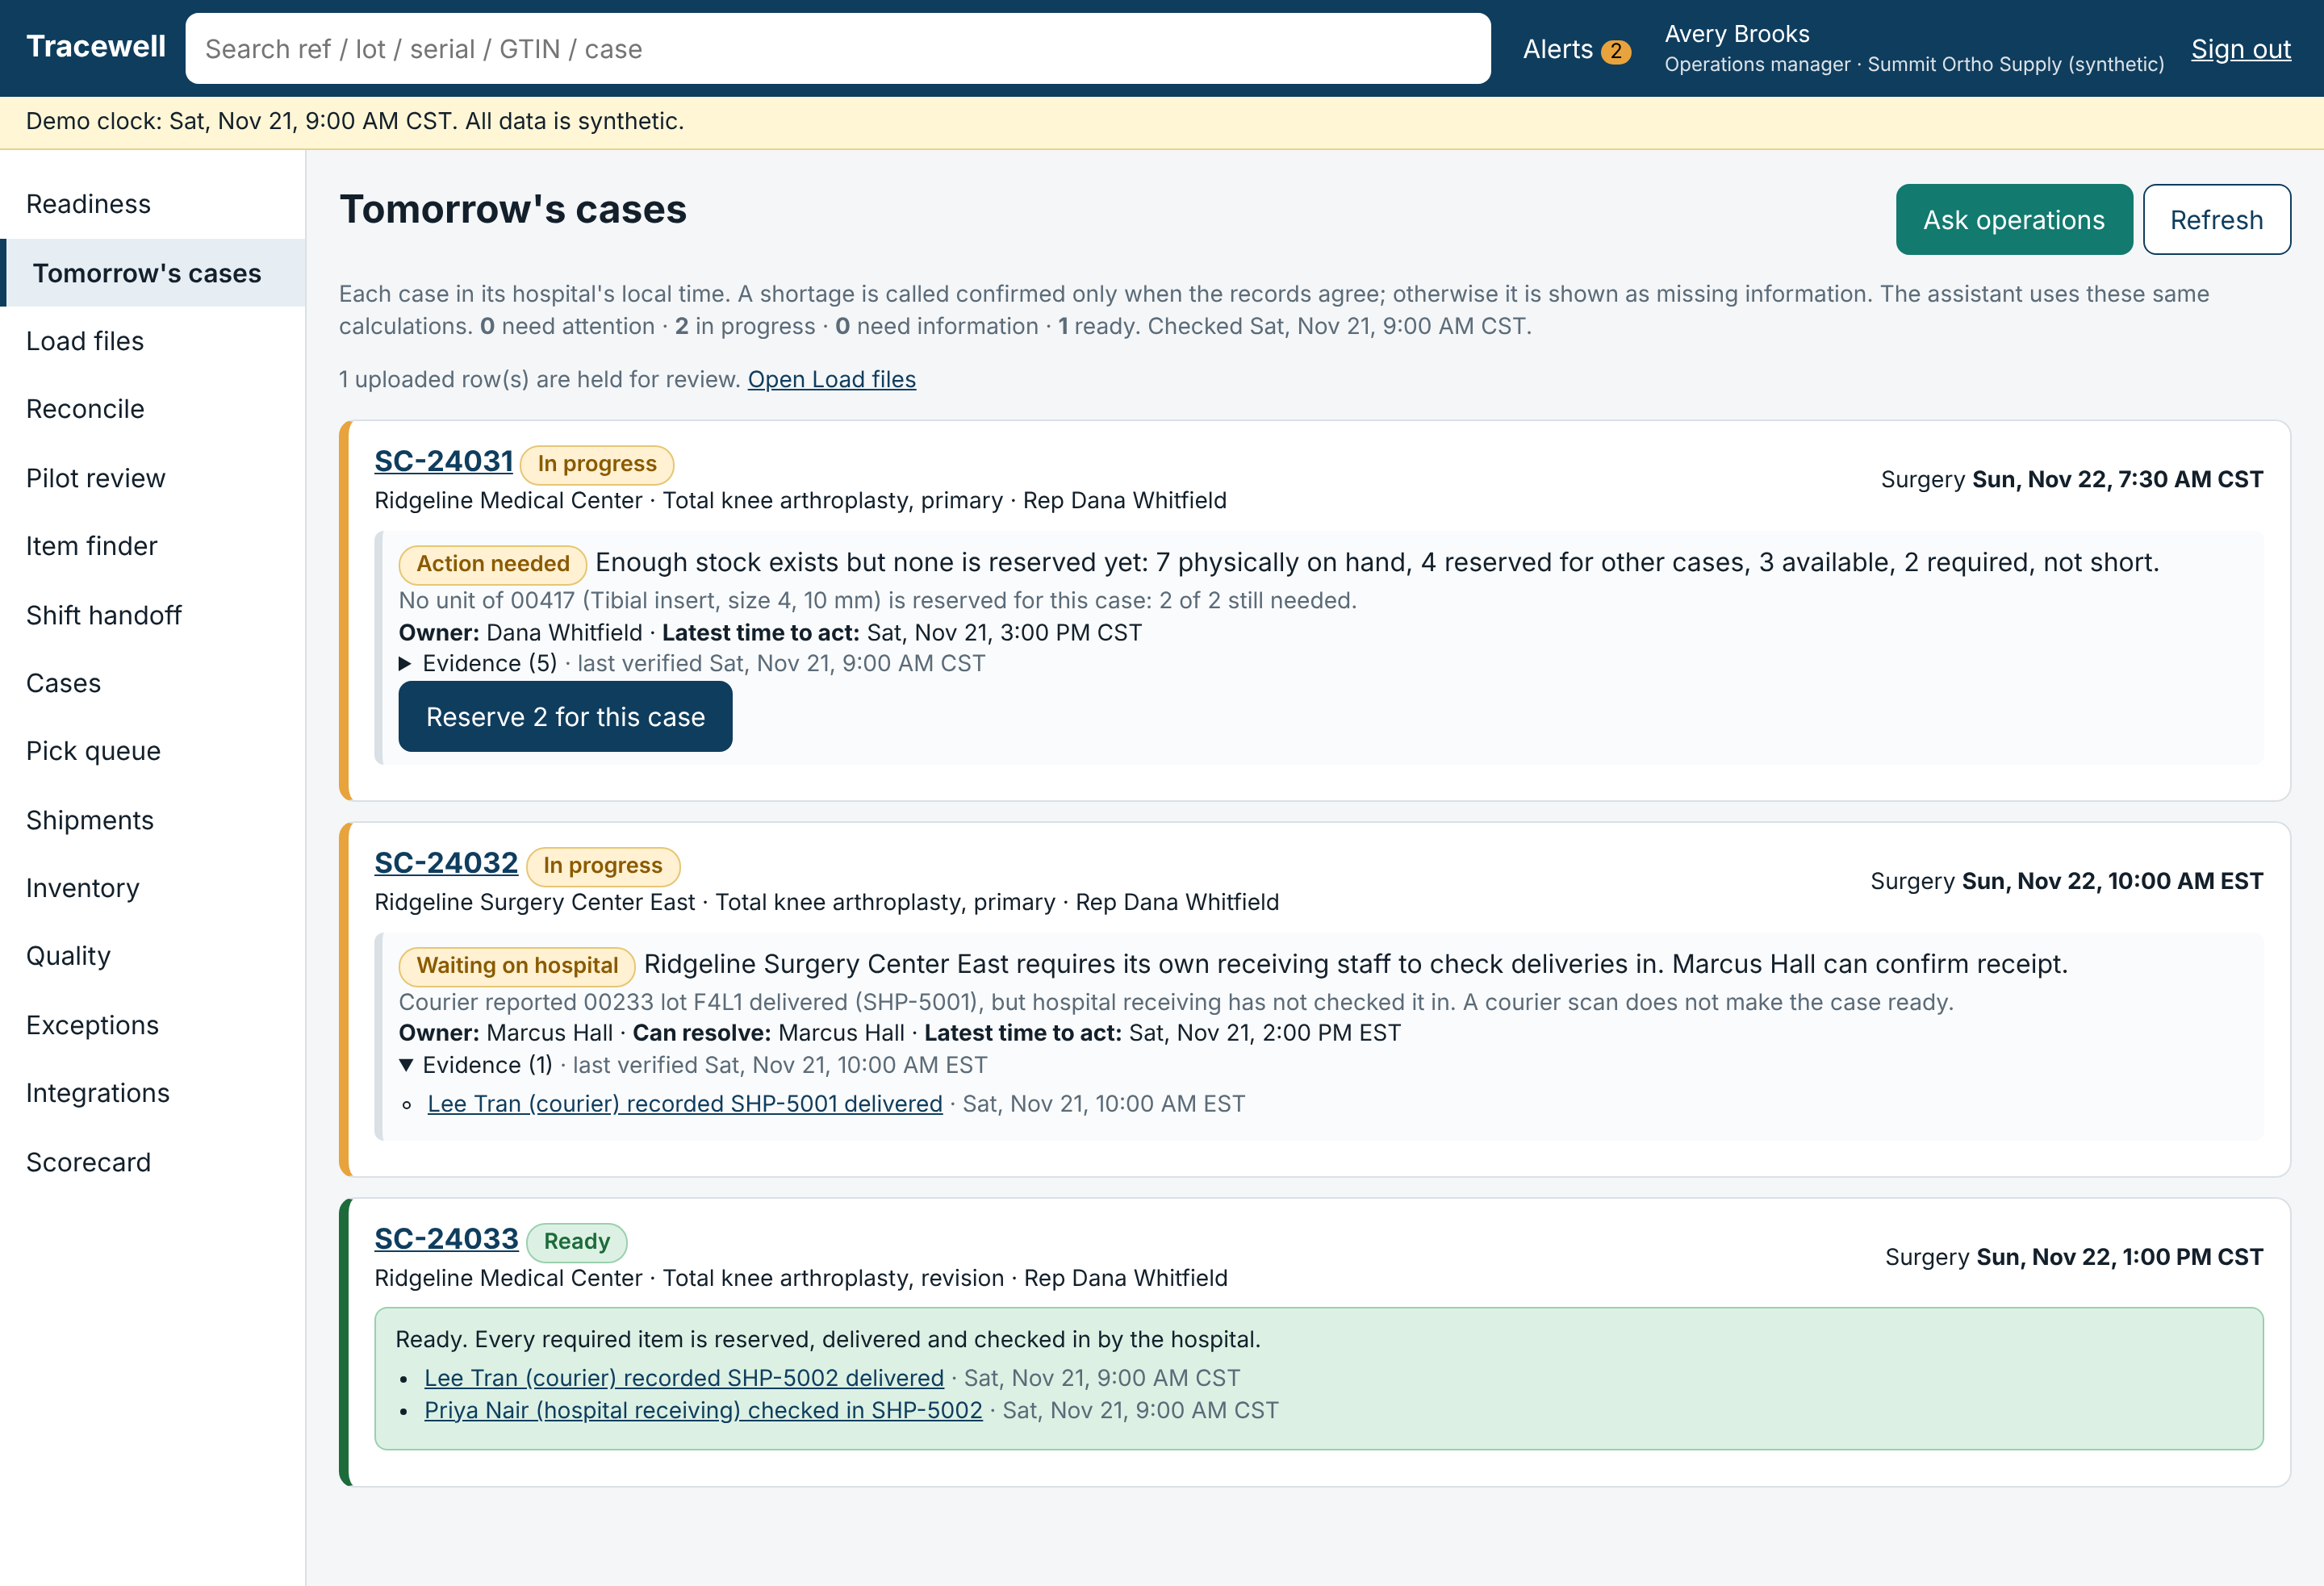 Tracewell
Search ref / lot / serial / GTIN / case
Alerts 2
Avery Brooks
Operations manager · Summit Ortho Supply (synthetic)
Sign out
Demo clock: Sat, Nov 21, 9:00 AM CST. All data is synthetic.
Readiness
Tomorrow's cases
Load files
Reconcile
Pilot review
Item finder
Shift handoff
Cases
Pick queue
Shipments
Inventory
Quality
Exceptions
Integrations
Scorecard
Tomorrow's cases
Ask operations
Refresh
Each case in its hospital's local time. A shortage is called confirmed only when the records agree; otherwise it is shown as missing information. The assistant uses these same
calculations. 0 need attention · 2 in progress · 0 need information · 1 ready. Checked Sat, Nov 21, 9:00 AM CST.
1 uploaded row(s) are held for review. Open Load files
SC-24031 In progress
Ridgeline Medical Center · Total knee arthroplasty, primary · Rep Dana Whitfield
Surgery Sun, Nov 22, 7:30 AM CST
Action needed Enough stock exists but none is reserved yet: 7 physically on hand, 4 reserved for other cases, 3 available, 2 required, not short.
No unit of 00417 (Tibial insert, size 4, 10 mm) is reserved for this case: 2 of 2 still needed.
Owner: Dana Whitfield · Latest time to act: Sat, Nov 21, 3:00 PM CST
Evidence (5) · last verified Sat, Nov 21, 9:00 AM CST
Reserve 2 for this case
SC-24032 In progress
Ridgeline Surgery Center East · Total knee arthroplasty, primary · Rep Dana Whitfield
Surgery Sun, Nov 22, 10:00 AM EST
Waiting on hospital Ridgeline Surgery Center East requires its own receiving staff to check deliveries in. Marcus Hall can confirm receipt.
Courier reported 00233 lot F4L1 delivered (SHP-5001), but hospital receiving has not checked it in. A courier scan does not make the case ready.
Owner: Marcus Hall · Can resolve: Marcus Hall · Latest time to act: Sat, Nov 21, 2:00 PM EST
Evidence (1) · last verified Sat, Nov 21, 10:00 AM EST
Lee Tran (courier) recorded SHP-5001 delivered · Sat, Nov 21, 10:00 AM EST
SC-24033 Ready
Ridgeline Medical Center · Total knee arthroplasty, revision · Rep Dana Whitfield
Surgery Sun, Nov 22, 1:00 PM CST
Ready. Every required item is reserved, delivered and checked in by the hospital.
Lee Tran (courier) recorded SHP-5002 delivered · Sat, Nov 21, 9:00 AM CST
Priya Nair (hospital receiving) checked in SHP-5002 · Sat, Nov 21, 9:00 AM CST